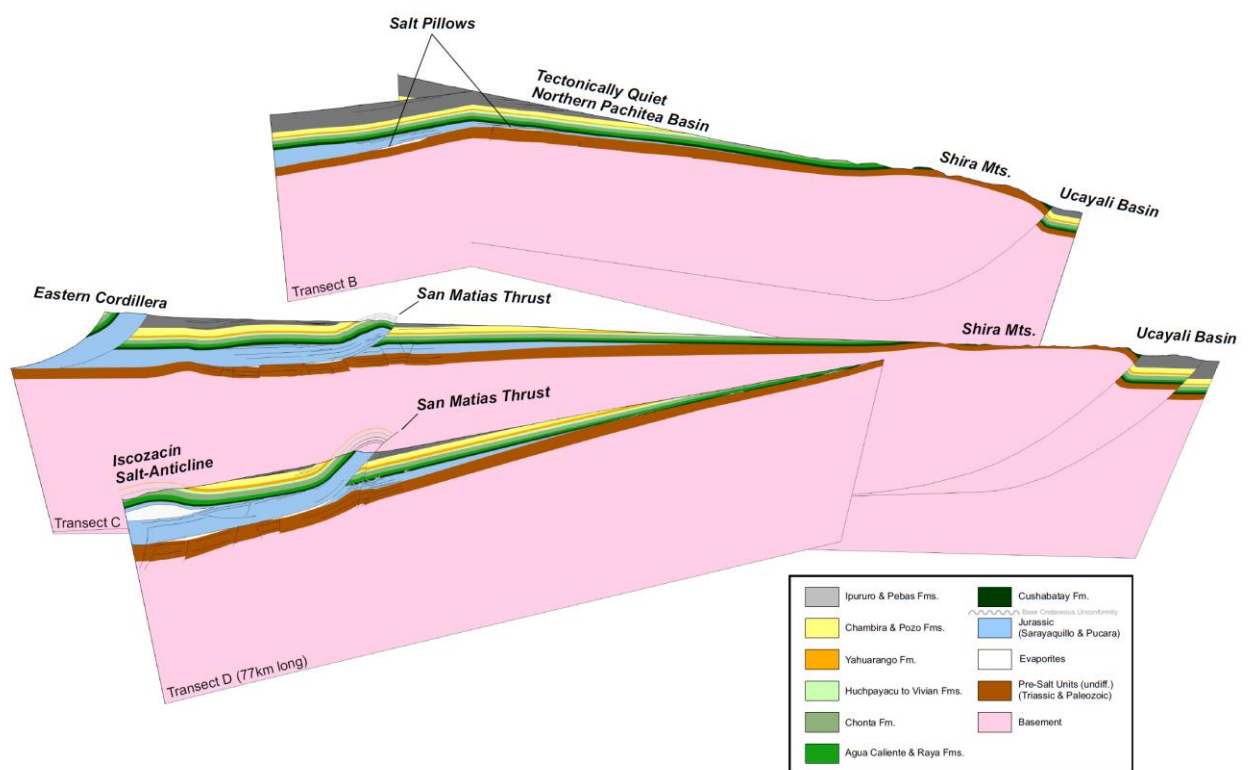 Salt Pillows
Tectonically Quiet
Northern Pachitea Basin
Shira Mts.
Ucayali Basin
Transect B
Eastern Cordillera
San Matias Thrust
Shira Mts.
Ucayali Basin
San Matias Thrust
Iscozacín
Salt-Anticline
Transect C
Transect D (77km long)
Ipururo & Pebas Fms.
Chambira & Pozo Fms.
Yahuarango Fm.
Huchpayacu to Vivian Fms.
Chonta Fm.
Agua Caliente & Raya Fms.
Cushabatay Fm.
Base Cretaceous Unconformity
Jurassic
(Sarayaquillo & Pucara)
Evaporites
Pre-Salt Units (undiff.)
(Triassic & Paleozoic)
Basement